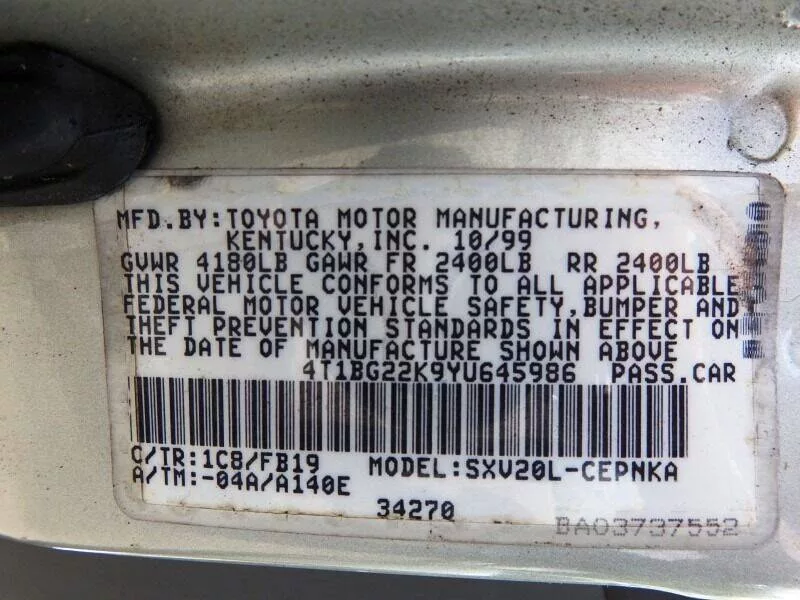 MFD.BY:TOYOTA MOTOR MANUFACTURING,
KENTUCKY,INC. 10/99
GVWR 4180LB GAWR FR 2400LB RR 2400LB
THIS VEHICLE CONFORMS TO ALL APPLICABLE
FEDERAL MOTOR VEHICLE SAFETY,BUMPER AND
THEFT PREVENTION STANDARDS IN EFFECT ON
THE DATE OF MANUFACTURE SHOWN ABOVE
4T1BG22K9YU645986 PASS.CAR
C/TR:1C8/FB19 MODEL:SXV20L-CEPNKA
A/TM:-04A/A140E
34270
BA03737552